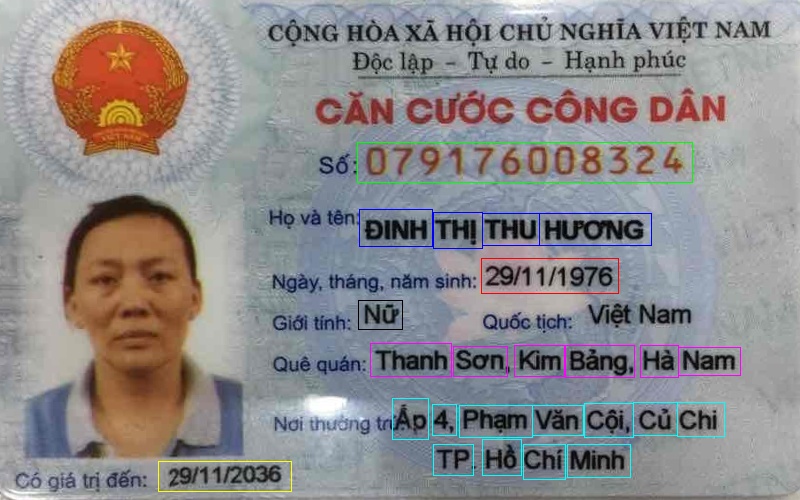 CỘNG HÒA XÃ HỘI CHỦ NGHĨA VIỆT NAM
Độc lập - Tự do - Hạnh phúc
CĂN CƯỚC CÔNG DÂN
Số: 079176008324
Họ và tên: ĐINH THỊ THU HƯƠNG
Ngày, tháng, năm sinh: 29/11/1976
Giới tính: Nữ Quốc tịch: Việt Nam
Quê quán: Thanh Sơn, Kim Bảng, Hà Nam
Nơi thường trú: Ấp 4, Phạm Văn Cội, Củ Chi
TP. Hồ Chí Minh
Có giá trị đến: 29/11/2036